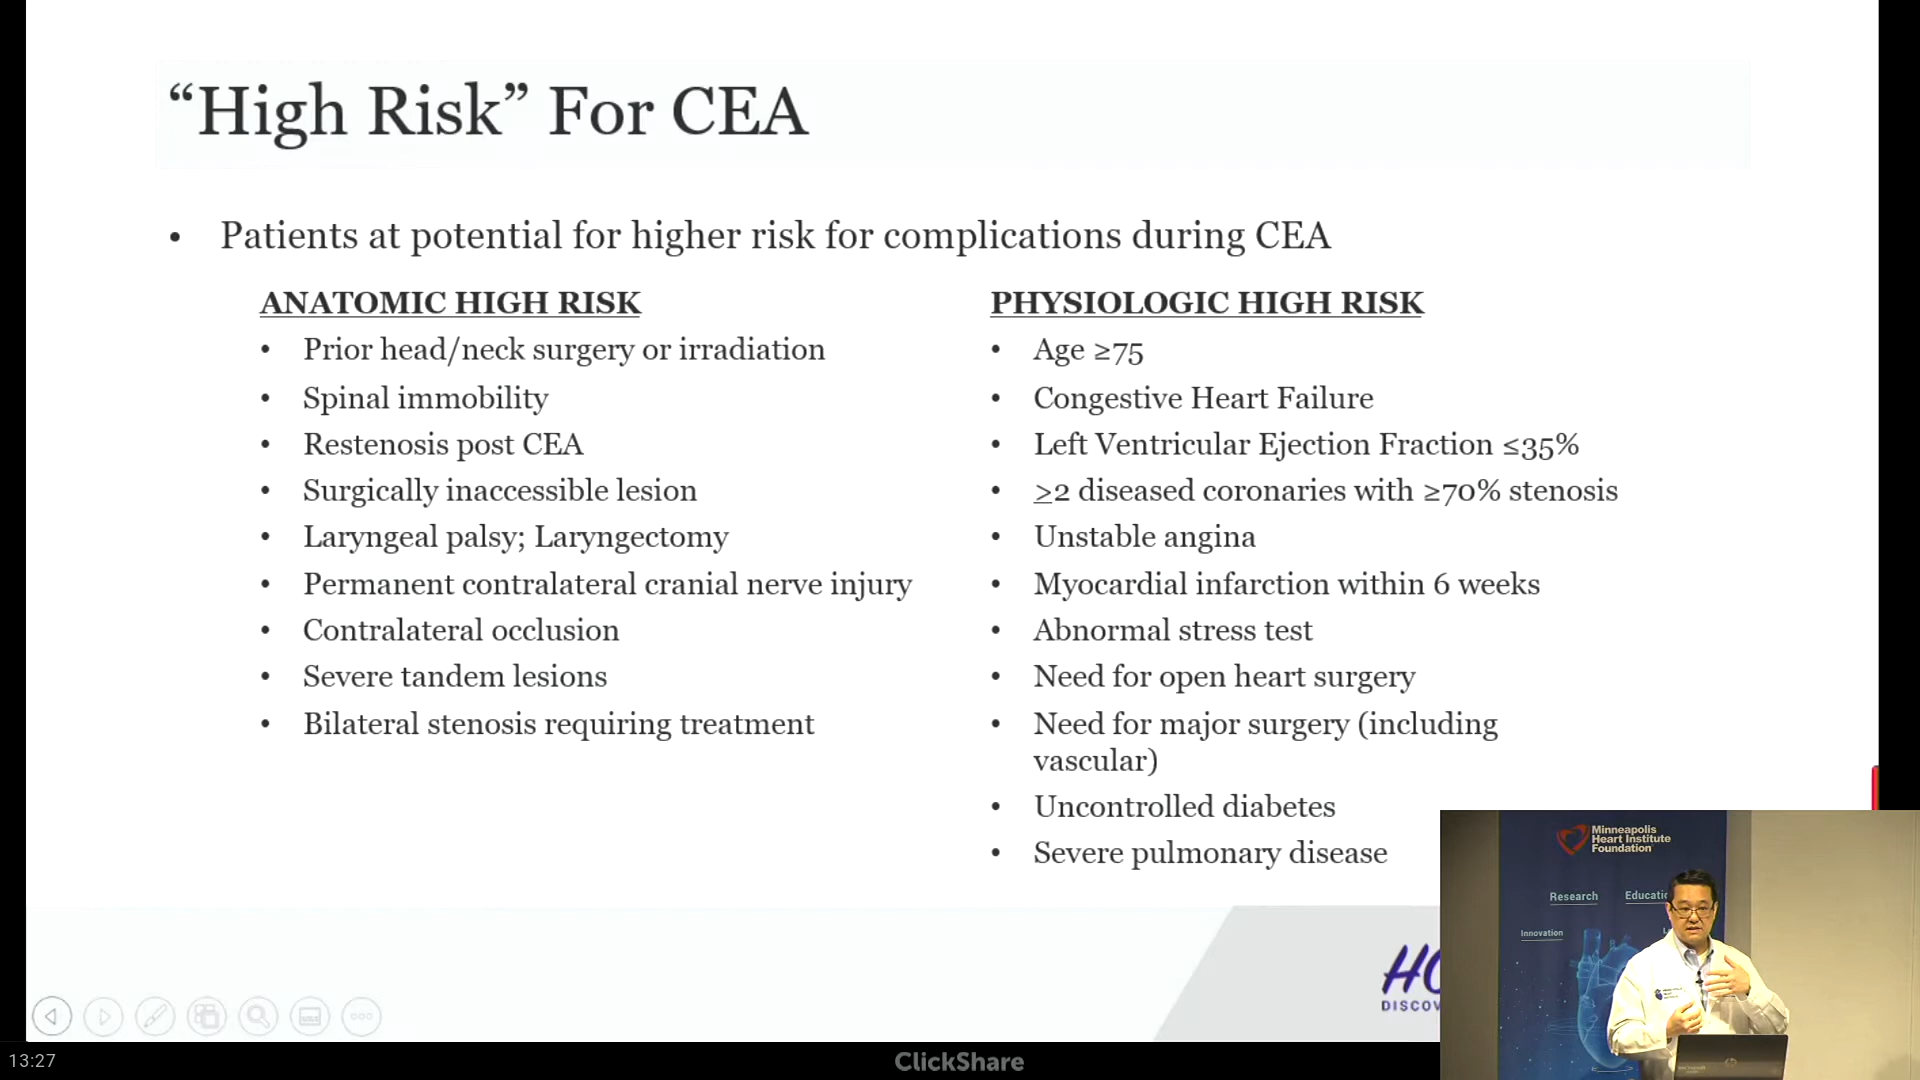 “High Risk” For CEA
• Patients at potential for higher risk for complications during CEA
ANATOMIC HIGH RISK
• Prior head/neck surgery or irradiation
• Spinal immobility
• Restenosis post CEA
• Surgically inaccessible lesion
• Laryngeal palsy; Laryngectomy
• Permanent contralateral cranial nerve injury
• Contralateral occlusion
• Severe tandem lesions
• Bilateral stenosis requiring treatment
PHYSIOLOGIC HIGH RISK
• Age ≥75
• Congestive Heart Failure
• Left Ventricular Ejection Fraction ≤35%
• >2 diseased coronaries with ≥70% stenosis
• Unstable angina
• Myocardial infarction within 6 weeks
• Abnormal stress test
• Need for open heart surgery
• Need for major surgery (including
vascular)
• Uncontrolled diabetes
• Severe pulmonary disease
Minneapolis
Heart Institute
Foundation
Research Educatio
Innovation
HO
DISCOV
13:27
ClickShare